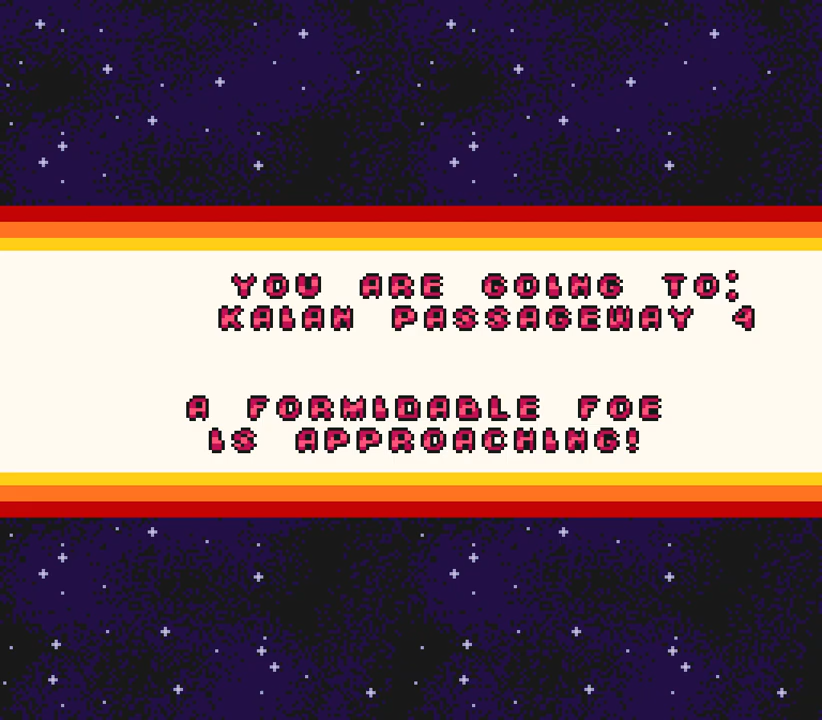 YOU ARE GOING TO:
KALAN PASSAGEWAY 4
A FORMIDABLE FOE
IS APPROACHING!